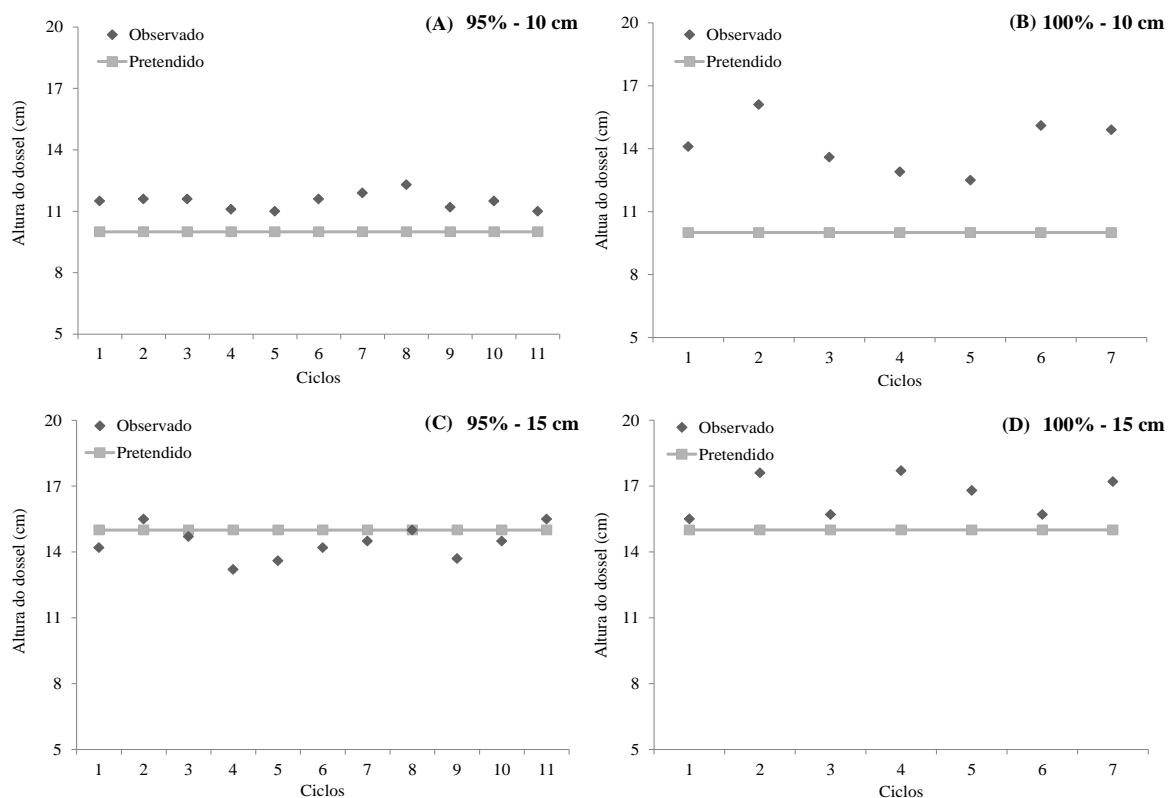 (A) 95% - 10 cm
Observado
Pretendido
Altura do dossel (cm)
20
17
14
11
8
5
1 2 3 4 5 6 7 8 9 10 11
Ciclos
(B) 100% - 10 cm
Observado
Pretendido
Altua do dossel (cm)
20
17
14
11
8
5
1 2 3 4 5 6 7
Ciclos
(C) 95% - 15 cm
Observado
Pretendido
Altura do dossel (cm)
20
17
14
11
8
5
1 2 3 4 5 6 7 8 9 10 11
Ciclos
(D) 100% - 15 cm
Observado
Pretendido
Altura do dossel (cm)
20
17
14
11
8
5
1 2 3 4 5 6 7
Ciclos